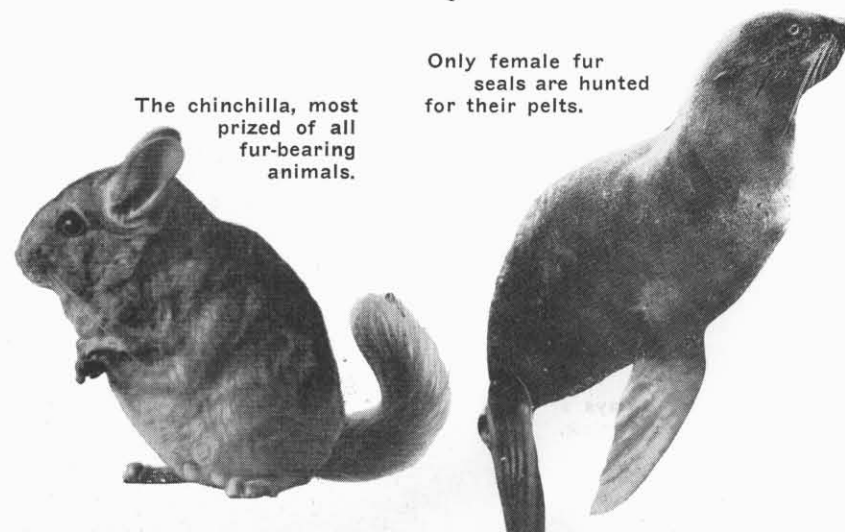 The chinchilla, most
prized of all
fur-bearing
animals.
Only female fur
seals are hunted
for their pelts.